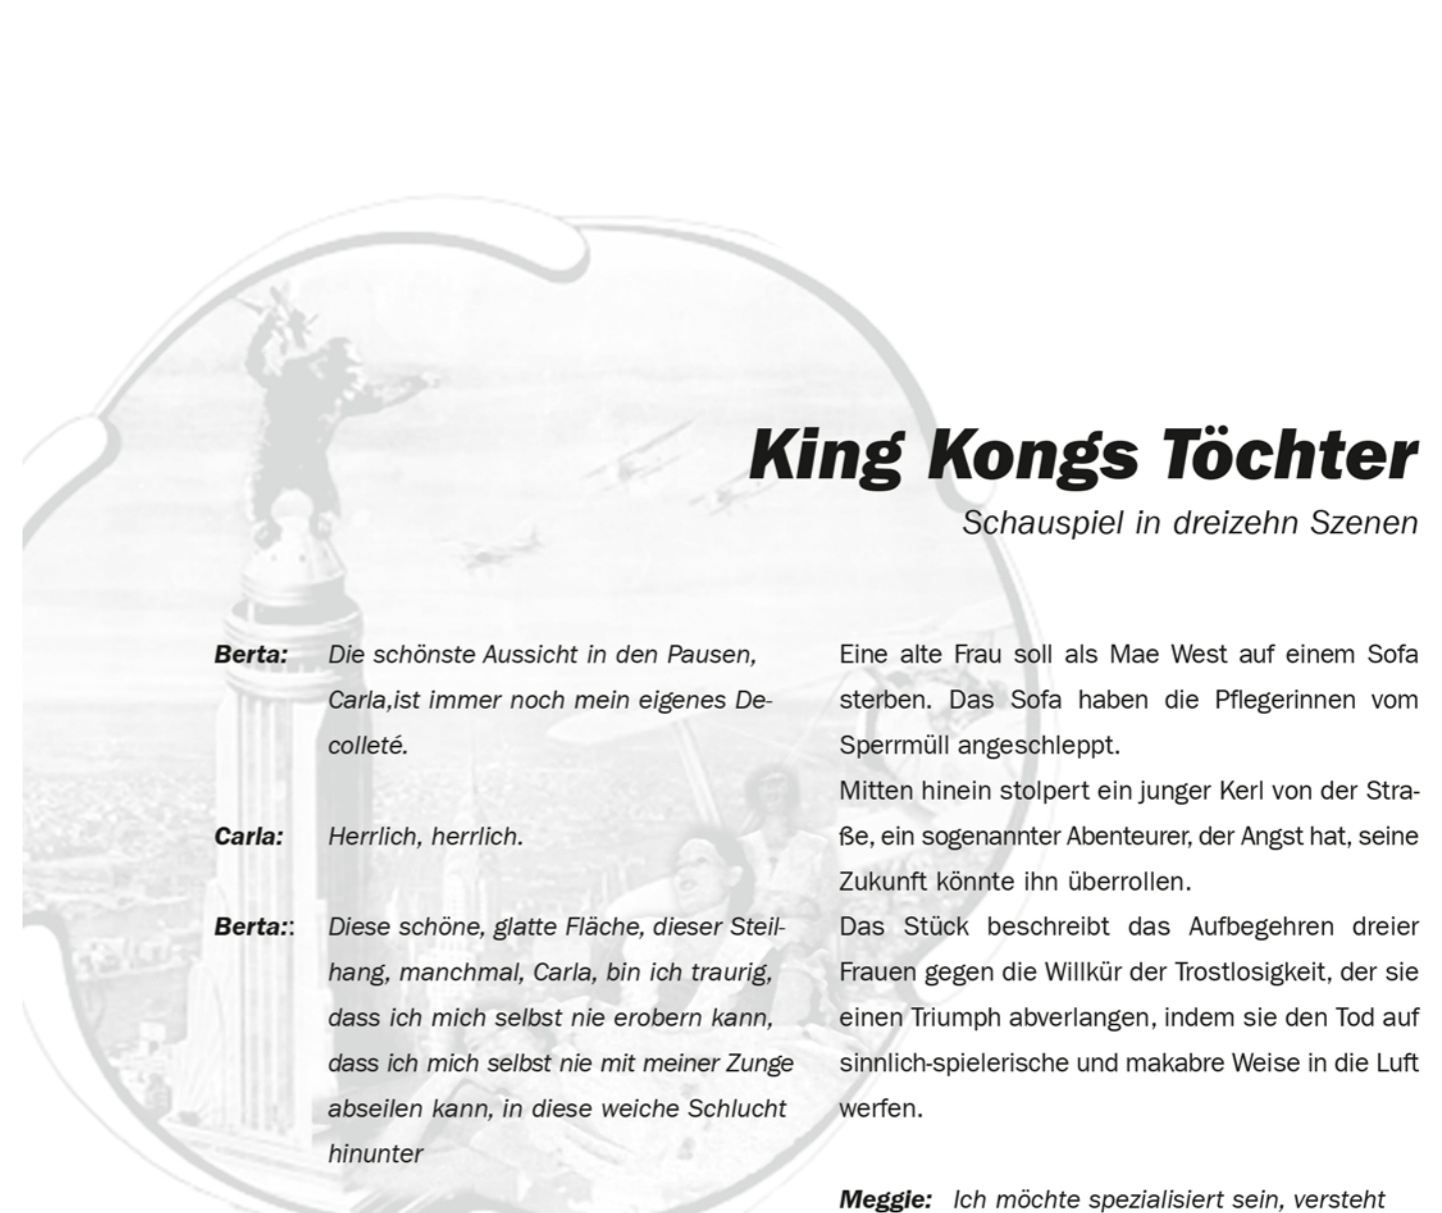 King Kongs Töchter
Schauspiel in dreizehn Szenen
Berta: Die schönste Aussicht in den Pausen,
Carla,ist immer noch mein eigenes De-
colleté.
Carla: Herrlich, herrlich.
Berta:: Diese schöne, glatte Fläche, dieser Steil-
hang, manchmal, Carla, bin ich traurig,
dass ich mich selbst nie erobern kann,
dass ich mich selbst nie mit meiner Zunge
abseilen kann, in diese weiche Schlucht
hinunter
Eine alte Frau soll als Mae West auf einem Sofa
sterben. Das Sofa haben die Pflegerinnen vom
Sperrmüll angeschleppt.
Mitten hinein stolpert ein junger Kerl von der Stra-
ße, ein sogenannter Abenteurer, der Angst hat, seine
Zukunft könnte ihn überrollen.
Das Stück beschreibt das Aufbegehren dreier
Frauen gegen die Willkür der Trostlosigkeit, der sie
einen Triumph abverlangen, indem sie den Tod auf
sinnlich-spielerische und makabre Weise in die Luft
werfen.
Meggie: Ich möchte spezialisiert sein, versteht